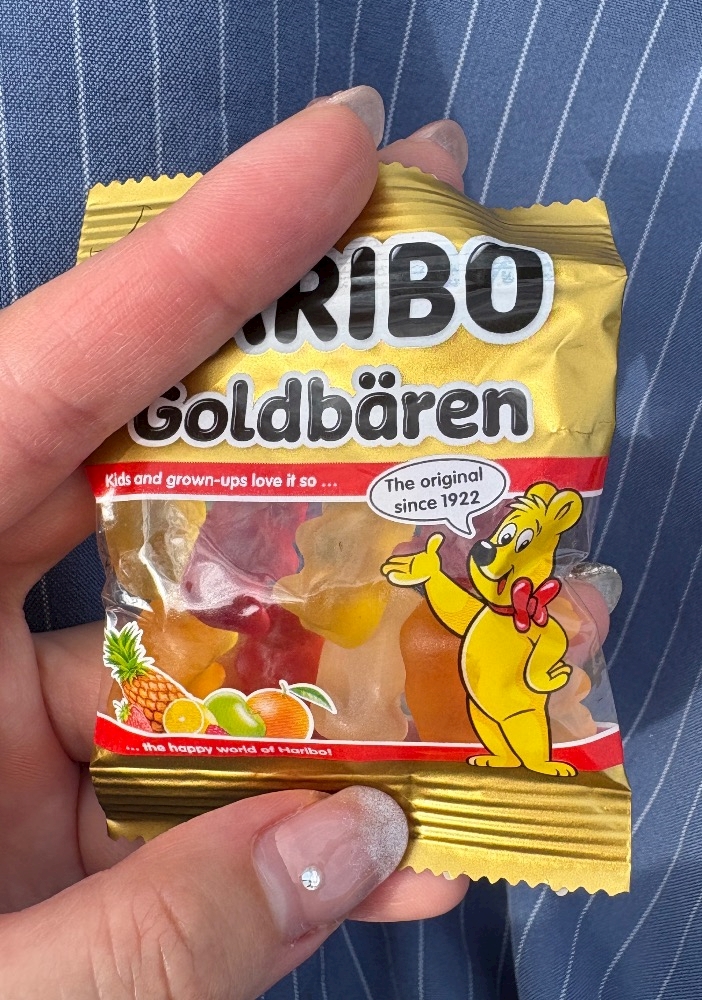 ARIBO
Goldbären
Kids and grown-ups love it so ...
The original
since 1922
... the happy world of Haribo!